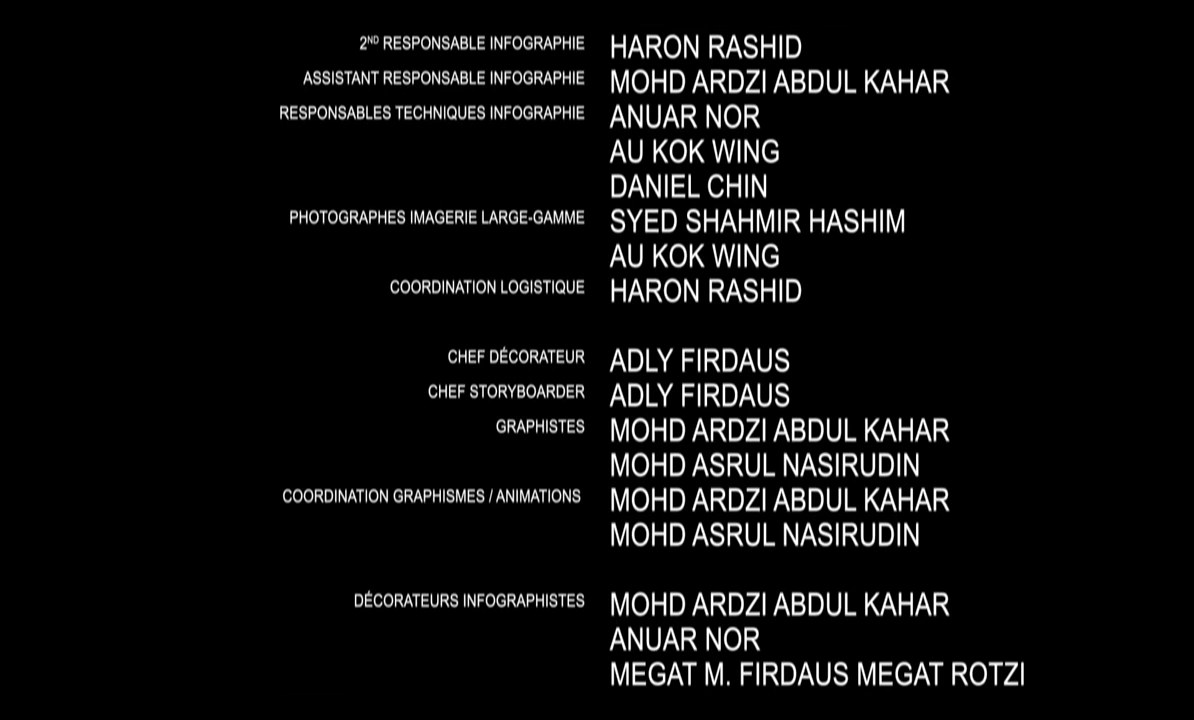 2ND RESPONSABLE INFOGRAPHIE HARON RASHID
ASSISTANT RESPONSABLE INFOGRAPHIE MOHD ARDZI ABDUL KAHAR
RESPONSABLES TECHNIQUES INFOGRAPHIE ANUAR NOR
AU KOK WING
DANIEL CHIN
PHOTOGRAPHES IMAGERIE LARGE-GAMME SYED SHAHMIR HASHIM
AU KOK WING
COORDINATION LOGISTIQUE HARON RASHID
CHEF DÉCORATEUR ADLY FIRDAUS
CHEF STORYBOARDER ADLY FIRDAUS
GRAPHISTES MOHD ARDZI ABDUL KAHAR
MOHD ASRUL NASIRUDIN
COORDINATION GRAPHISMES / ANIMATIONS MOHD ARDZI ABDUL KAHAR
MOHD ASRUL NASIRUDIN
DÉCORATEURS INFOGRAPHISTES MOHD ARDZI ABDUL KAHAR
ANUAR NOR
MEGAT M. FIRDAUS MEGAT ROTZI